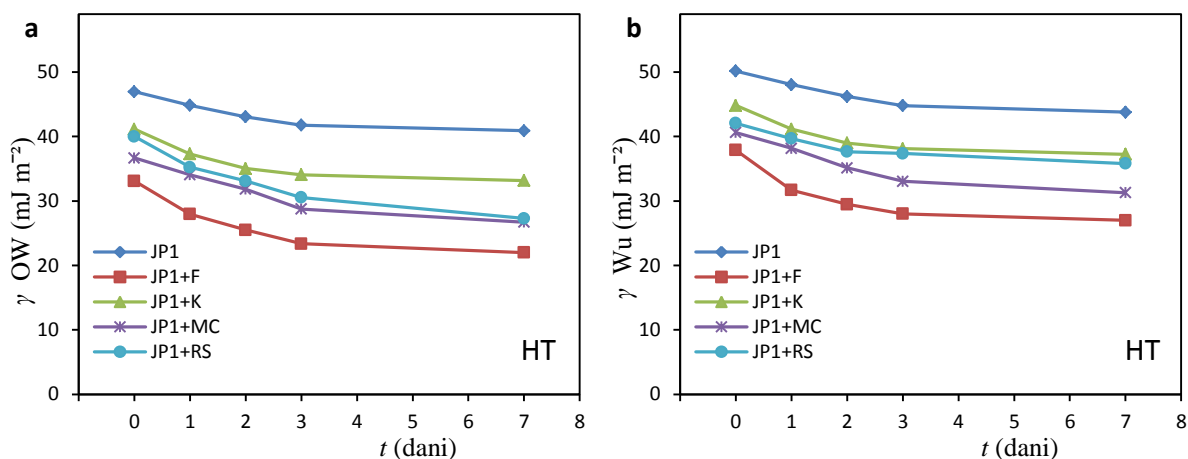 a
γ OW (mJ m⁻²)
50
40
30
20
10
0
JP1
JP1+F
JP1+K
JP1+MC
JP1+RS
HT
0 1 2 3 4 5 6 7 8
t (dani)
b
γ Wu (mJ m⁻²)
50
40
30
20
10
0
JP1
JP1+F
JP1+K
JP1+MC
JP1+RS
HT
0 1 2 3 4 5 6 7 8
t (dani)